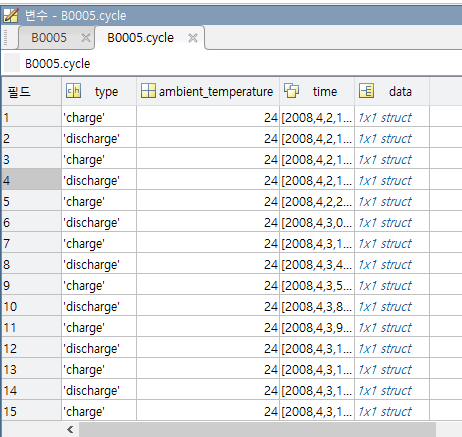 변수 - B0005.cycle
B0005 B0005.cycle
B0005.cycle
필드 type ambient_temperature time data
1 'charge' 24 [2008,4,2,1... 1x1 struct
2 'discharge' 24 [2008,4,2,1... 1x1 struct
3 'charge' 24 [2008,4,2,1... 1x1 struct
4 'discharge' 24 [2008,4,2,1... 1x1 struct
5 'charge' 24 [2008,4,2,2... 1x1 struct
6 'discharge' 24 [2008,4,3,0... 1x1 struct
7 'charge' 24 [2008,4,3,1... 1x1 struct
8 'discharge' 24 [2008,4,3,4... 1x1 struct
9 'charge' 24 [2008,4,3,5... 1x1 struct
10 'discharge' 24 [2008,4,3,8... 1x1 struct
11 'charge' 24 [2008,4,3,9... 1x1 struct
12 'discharge' 24 [2008,4,3,1... 1x1 struct
13 'charge' 24 [2008,4,3,1... 1x1 struct
14 'discharge' 24 [2008,4,3,1... 1x1 struct
15 'charge' 24 [2008,4,3,1... 1x1 struct